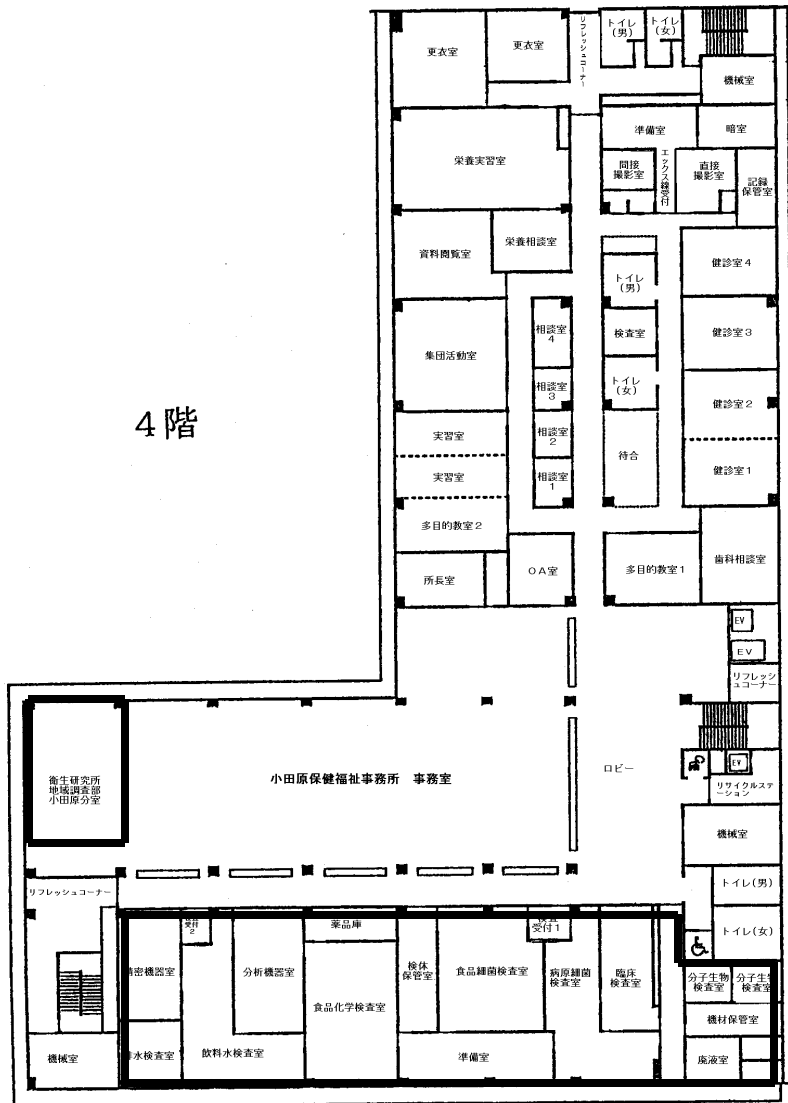 更衣室
更衣室
リフレッシュコーナー
トイレ
(男)
トイレ
(女)
機械室
準備室
暗室
栄養実習室
間接
撮影室
エックス線受付
直接
撮影室
記録
保管室
資料閲覧室
栄養相談室
トイレ
(男)
健診室4
4階
集団活動室
相談室
4
検査室
健診室3
相談室
3
トイレ
(女)
健診室2
実習室
相談室
2
待合
実習室
相談室
1
健診室1
多目的教室2
所長室
OA室
多目的教室1
歯科相談室
EV
EV
リフレッシ
ュコーナー
衛生研究所
地域調査部
小田原分室
小田原保健福祉事務所 事務室
ロビー
EV
リサイクルステ
ーション
機械室
リフレッシュコーナー
トイレ(男)
トイレ(女)
受付
2
薬品庫
検査
受付1
精密機器室
分析機器室
食品化学検査室
検体
保管室
食品細菌検査室
病原細菌
検査室
臨床
検査室
分子生物
検査室
分子生物
検査室
機材保管室
機械室
水検査室
飲料水検査室
準備室
廃液室